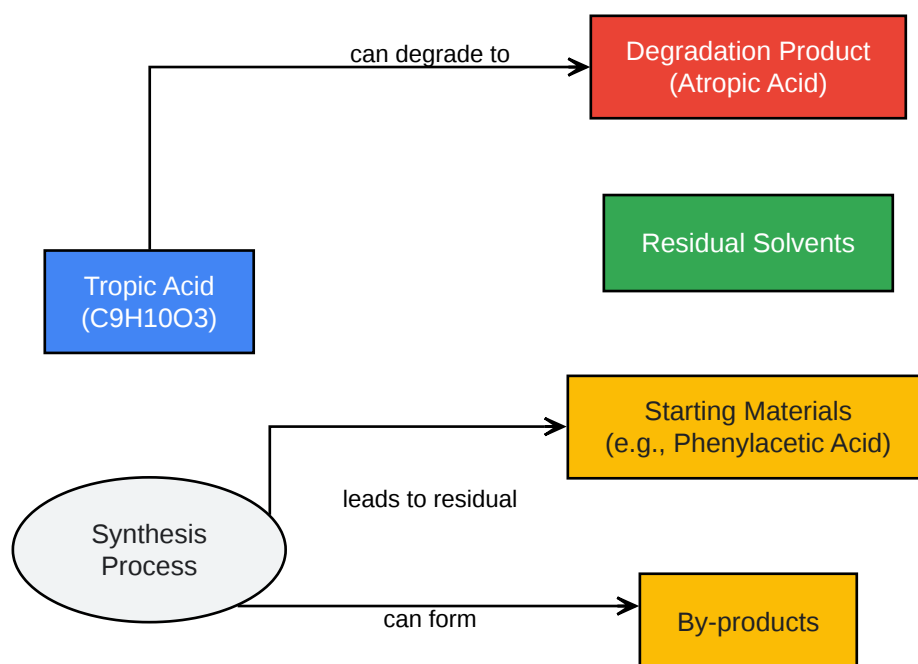 can degrade to
Degradation Product
(Atropic Acid)
Residual Solvents
Tropic Acid
(C9H10O3)
Starting Materials
(e.g., Phenylacetic Acid)
leads to residual
Synthesis
Process
can form
By-products